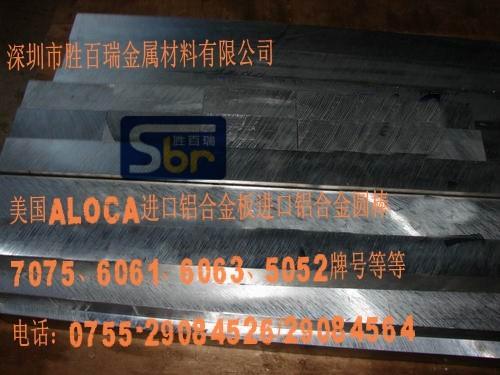 深圳市胜百瑞金属材料有限公司
胜百瑞
Sbr
美国ALOCA进口铝合金板进口铝合金圆棒
7075、6061、6063、5052牌号等等
电话：0755-29084526/29084564